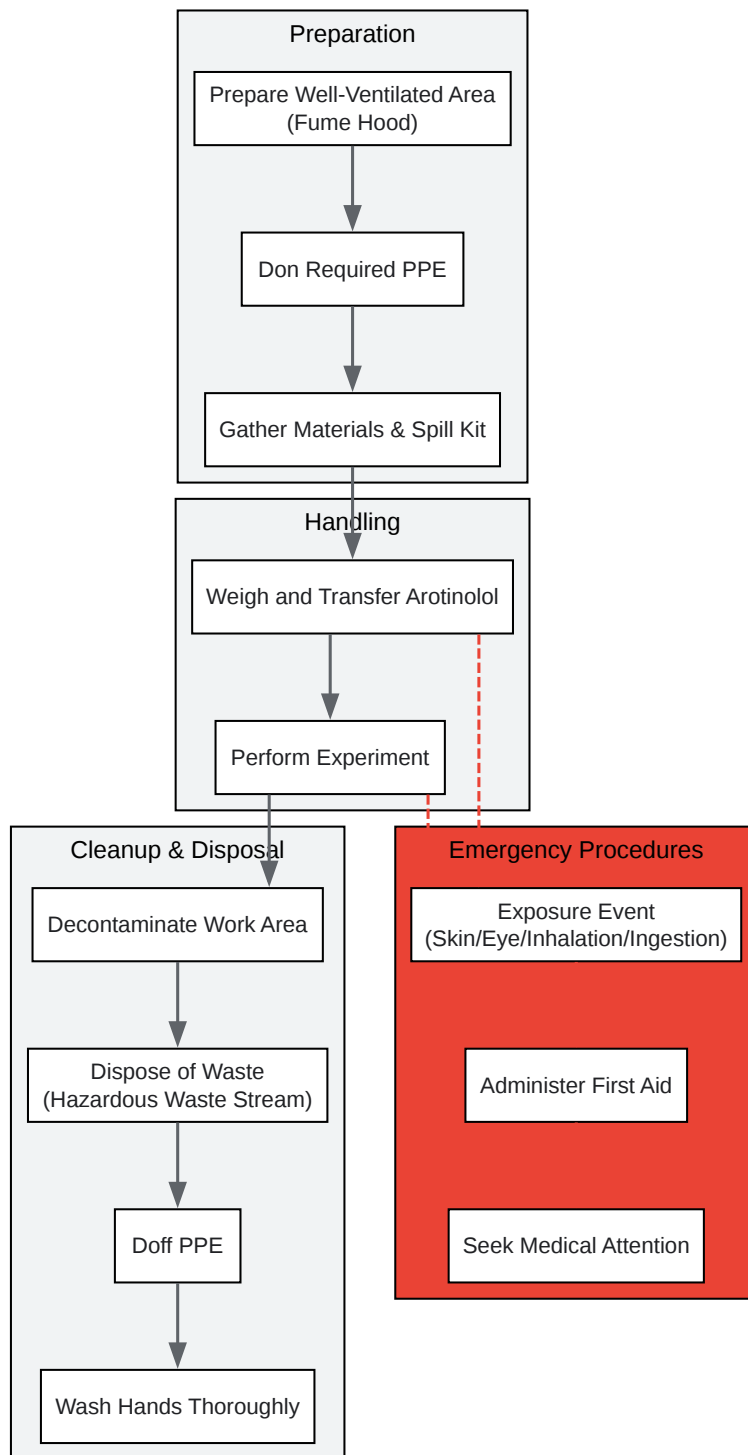 Preparation
Prepare Well-Ventilated Area
(Fume Hood)
Don Required PPE
Gather Materials & Spill Kit
Handling
Weigh and Transfer Arotinolol
Perform Experiment
Cleanup & Disposal
Decontaminate Work Area
Dispose of Waste
(Hazardous Waste Stream)
Doff PPE
Wash Hands Thoroughly
Emergency Procedures
Exposure Event
(Skin/Eye/Inhalation/Ingestion)
Administer First Aid
Seek Medical Attention